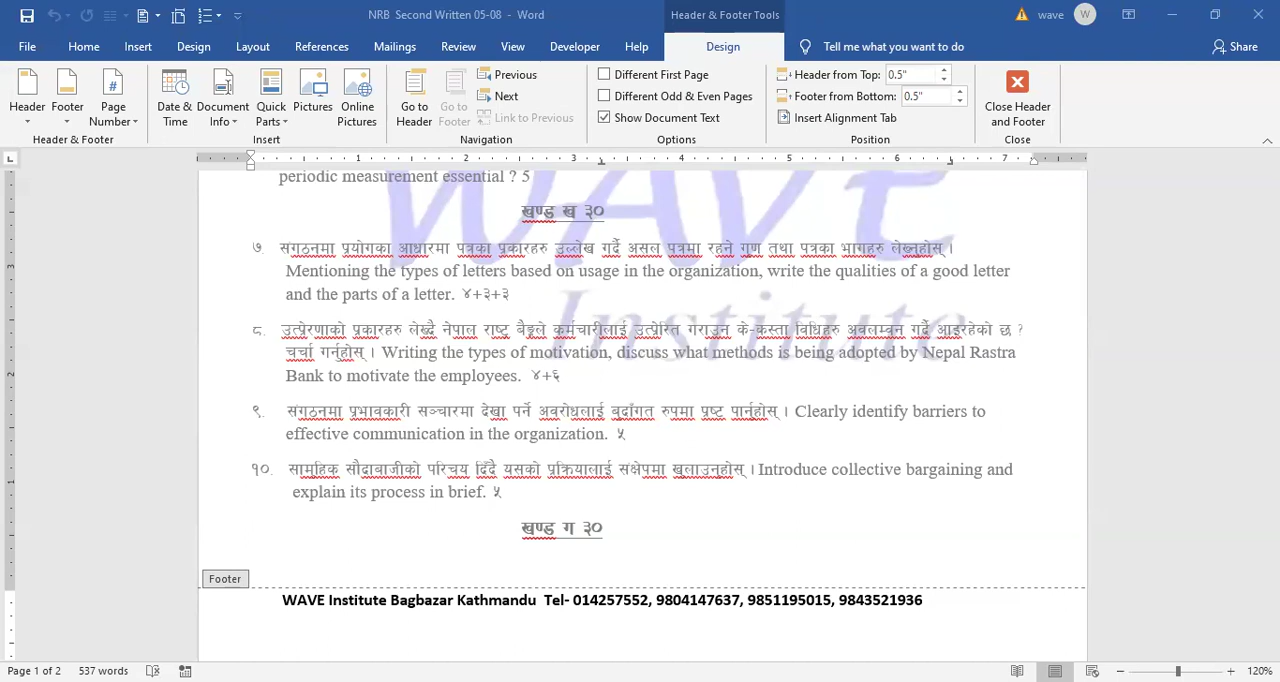 NRB Second Written 05-08 - Word
Header & Footer Tools
wave
W
File Home Insert Design Layout References Mailings Review View Developer Help Design Tell me what you want to do Share
Header Footer Page Number
Header & Footer
Date & Time Document Info Quick Parts Pictures Online Pictures
Insert
Go to Header Go to Footer Previous Next Link to Previous
Navigation
Different First Page
Different Odd & Even Pages
Show Document Text
Options
Header from Top: 0.5"
Footer from Bottom: 0.5"
Insert Alignment Tab
Position
Close Header and Footer
Close
1 2 3 4 5 6 7
WAVE
Institute
periodic measurement essential ? 5
खण्ड ख ३०
७ संगठनमा प्रयोगका आधारमा पत्रका प्रकारहरु उल्लेख गर्दै असल पत्रमा रहने गुण तथा पत्रका भागहरु लेख्नुहोस् ।
Mentioning the types of letters based on usage in the organization, write the qualities of a good letter
and the parts of a letter. ४+३+३
८. उत्प्रेरणाको प्रकारहरु लेख्दै नेपाल राष्ट्र बैङ्कले कर्मचारीलाई उत्प्रेरित गराउन के-कस्ता विधिहरु अवलम्वन गर्दै आइरहेको छ ?
चर्चा गर्नुहोस् । Writing the types of motivation, discuss what methods is being adopted by Nepal Rastra
Bank to motivate the employees. ४+६
९. संगठनमा प्रभावकारी सञ्चारमा देखा पर्ने अवरोधलाई बुदाँगत रुपमा प्रष्ट पार्नुहोस् । Clearly identify barriers to
effective communication in the organization. ५
१०. सामुहिक सौदाबाजीको परिचय दिँदै यसको प्रक्रियालाई संक्षेपमा खुलाउनुहोस् । Introduce collective bargaining and
explain its process in brief. ५
खण्ड ग ३०
Footer
WAVE Institute Bagbazar Kathmandu Tel- 014257552, 9804147637, 9851195015, 9843521936
Page 1 of 2 537 words 120%